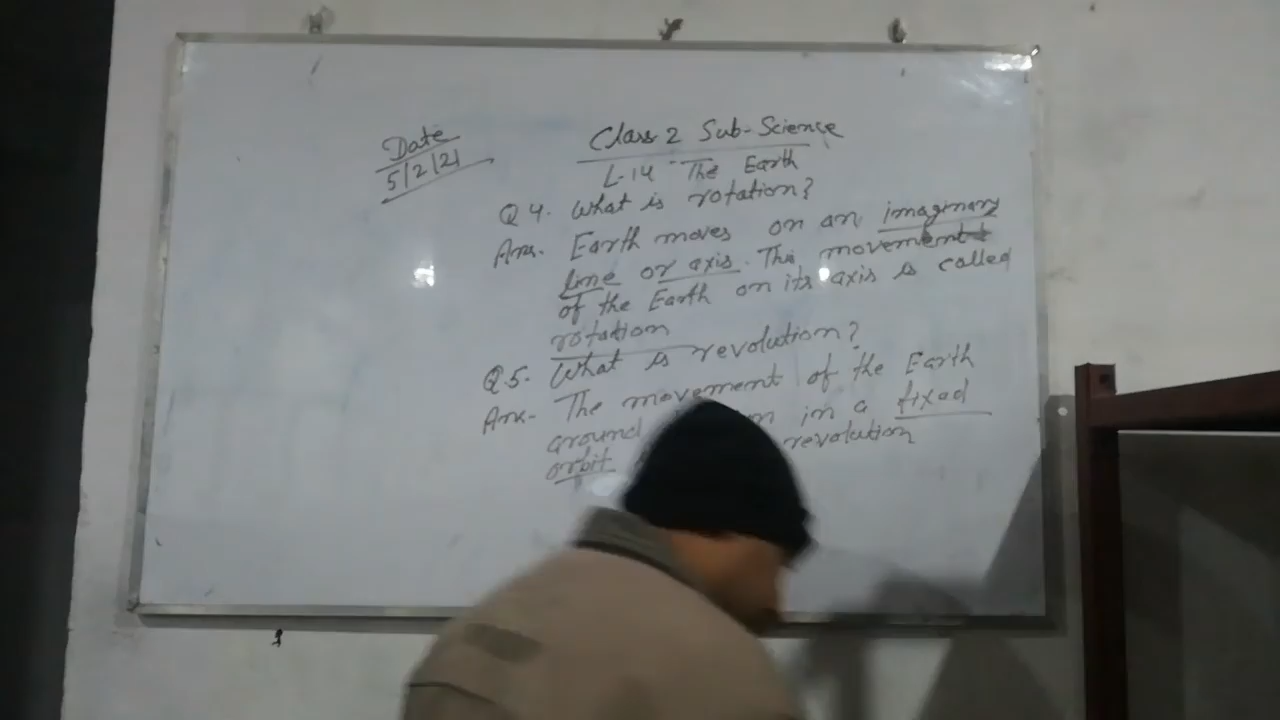 Date
5/2/21
Class 2 Sub-Science
L-14 The Earth
Q 4. What is rotation?
Ans. Earth moves on an imaginary
line or axis. This movement
of the Earth on its axis is called
rotation
Q.5. What is revolution?
Ans- The movement of the Earth
around in a fixed
orbit revolution